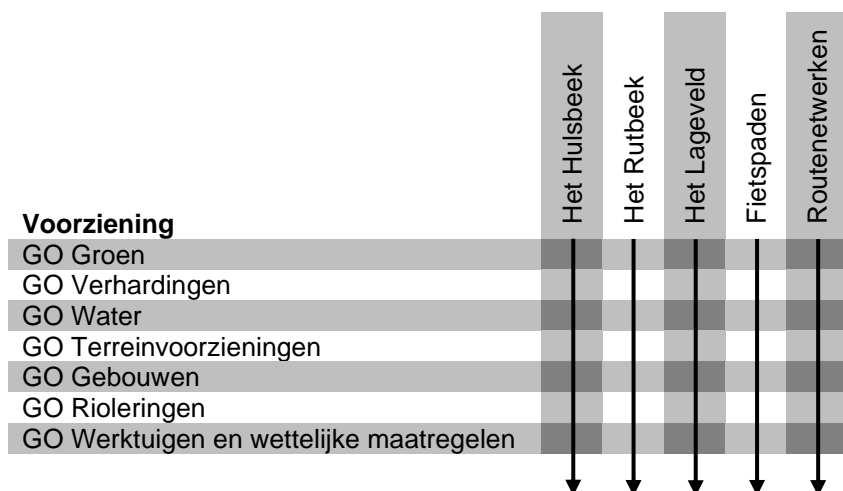 Het Hulsbeek
Het Rutbeek
Het Lageveld
Fietspaden
Routenetwerken
Voorziening
GO Groen
GO Verhardingen
GO Water
GO Terreinvoorzieningen
GO Gebouwen
GO Rioleringen
GO Werktuigen en wettelijke maatregelen